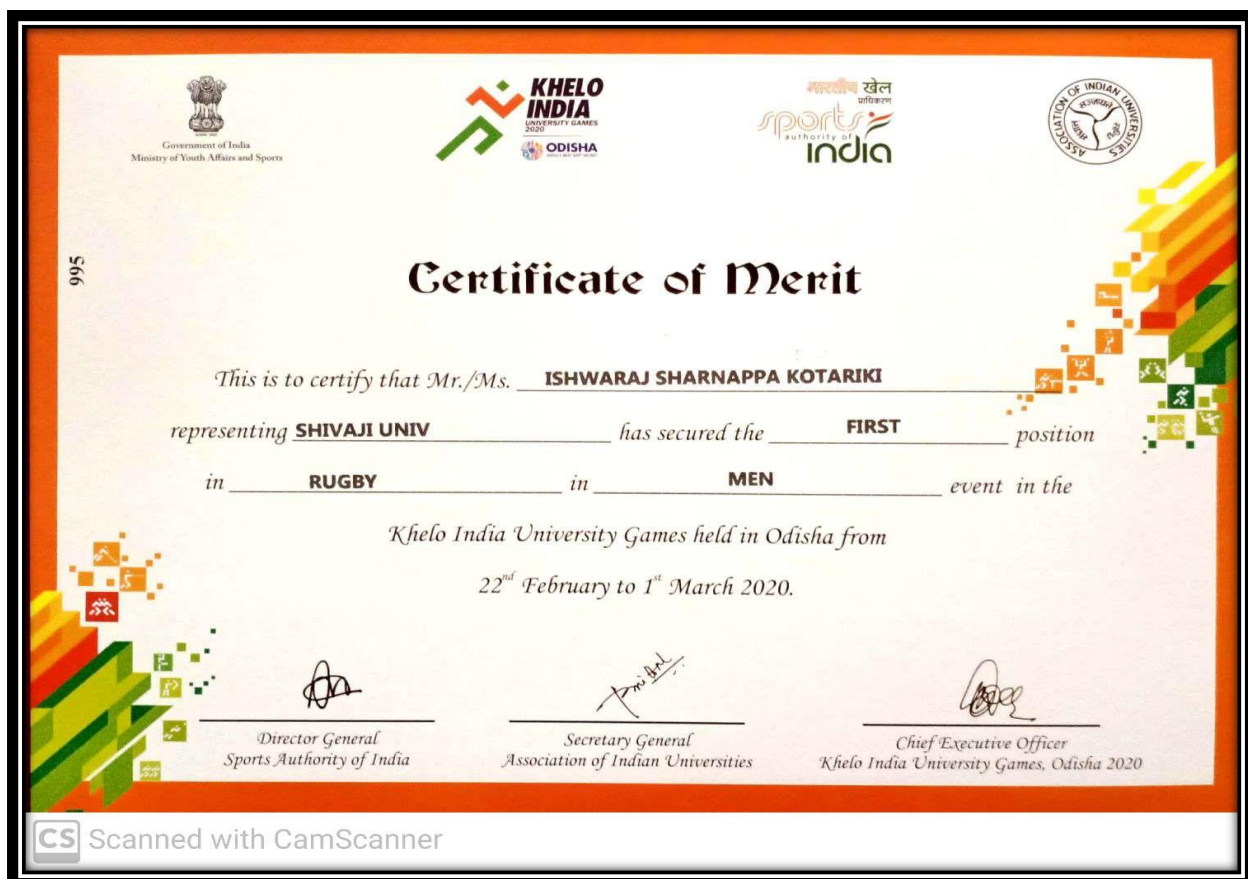 Government of India
Ministry of Youth Affairs and Sports
KHELO
INDIA
UNIVERSITY GAMES
2020
ODISHA
भारतीय खेल
प्राधिकरण
sports
authority of
india
ASSOCIATION OF INDIAN UNIVERSITIES
995
Certificate of Merit
This is to certify that Mr./Ms. ISHWARAJ SHARNAPPA KOTARIKI
representing SHIVAJI UNIV has secured the FIRST position
in RUGBY in MEN event in the
Khelo India University Games held in Odisha from
22nd February to 1st March 2020.
Director General
Sports Authority of India
Secretary General
Association of Indian Universities
Chief Executive Officer
Khelo India University Games, Odisha 2020
CS Scanned with CamScanner